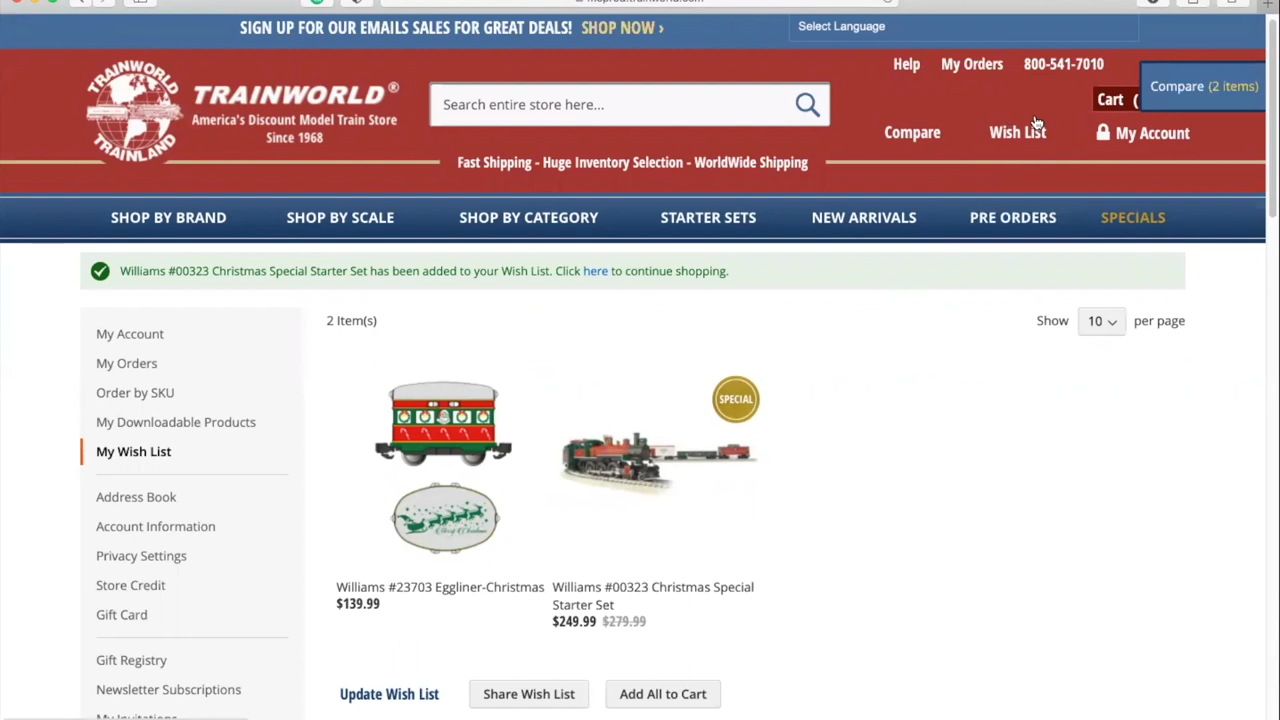 SIGN UP FOR OUR EMAILS SALES FOR GREAT DEALS! SHOP NOW ›
Select Language
Help
My Orders
800-541-7010
Compare (2 items)
TRAINWORLD
TRAINLAND
TRAINWORLD®
America's Discount Model Train Store
Since 1968
Search entire store here...
Cart (
Compare
Wish List
My Account
Fast Shipping - Huge Inventory Selection - WorldWide Shipping
SHOP BY BRAND
SHOP BY SCALE
SHOP BY CATEGORY
STARTER SETS
NEW ARRIVALS
PRE ORDERS
SPECIALS
Williams #00323 Christmas Special Starter Set has been added to your Wish List. Click here to continue shopping.
My Account
My Orders
Order by SKU
My Downloadable Products
My Wish List
Address Book
Account Information
Privacy Settings
Store Credit
Gift Card
Gift Registry
Newsletter Subscriptions
My Invitations
2 Item(s)
Show 10 per page
SPECIAL
Merry Christmas
Williams #23703 Eggliner-Christmas
$139.99
Williams #00323 Christmas Special
Starter Set
$249.99 $279.99
Update Wish List
Share Wish List
Add All to Cart